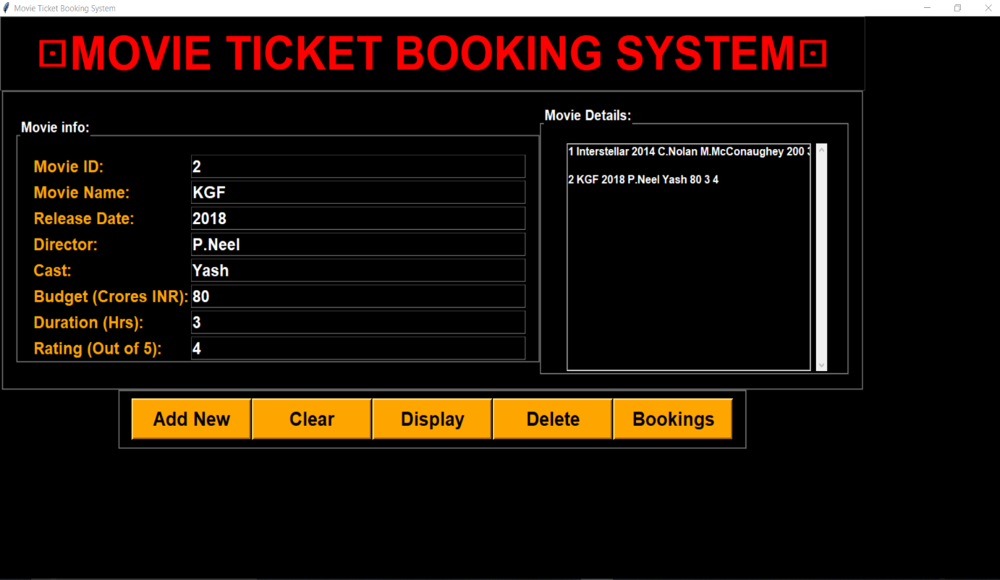 Movie Ticket Booking System
⊡MOVIE TICKET BOOKING SYSTEM⊡
Movie info:
Movie ID: 2
Movie Name: KGF
Release Date: 2018
Director: P.Neel
Cast: Yash
Budget (Crores INR): 80
Duration (Hrs): 3
Rating (Out of 5): 4
Movie Details:
1 Interstellar 2014 C.Nolan M.McConaughey 200
2 KGF 2018 P.Neel Yash 80 3 4
Add New Clear Display Delete Bookings